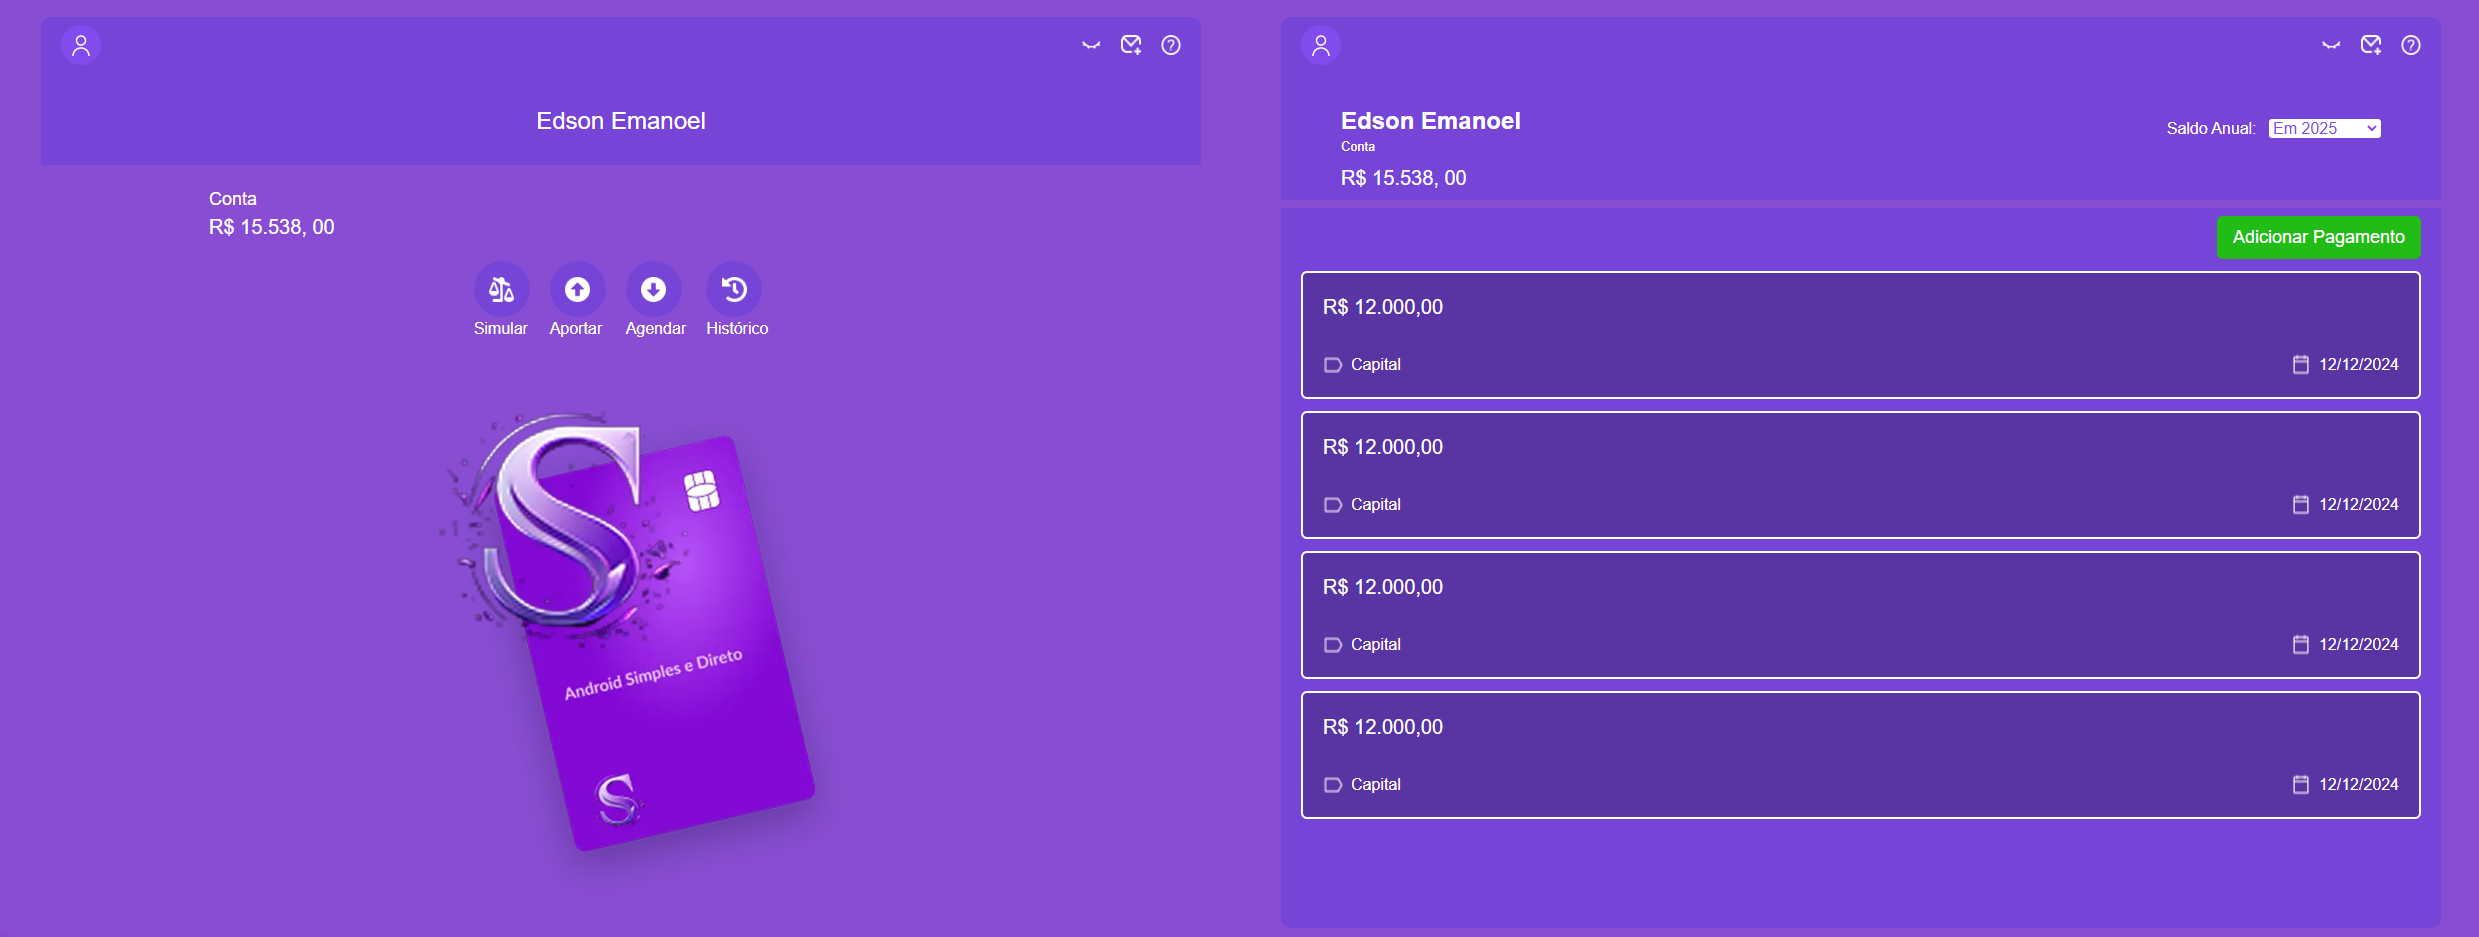 Edson Emanoel
Conta
R$ 15.538, 00
Simular Aportar Agendar Histórico
S
Android Simples e Direto
S
Edson Emanoel
Conta
R$ 15.538, 00
Saldo Anual: Em 2025
Adicionar Pagamento
R$ 12.000,00
Capital 12/12/2024
R$ 12.000,00
Capital 12/12/2024
R$ 12.000,00
Capital 12/12/2024
R$ 12.000,00
Capital 12/12/2024